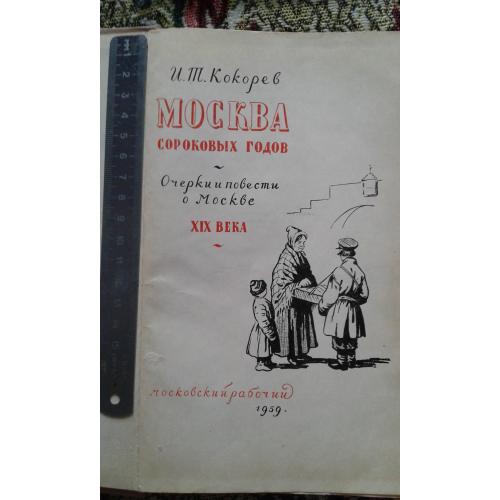 И.Т. Кокорев
МОСКВА
СОРОКОВЫХ ГОДОВ
Очерки и повести
о Москве
XIX ВЕКА
московский рабочий
1959.